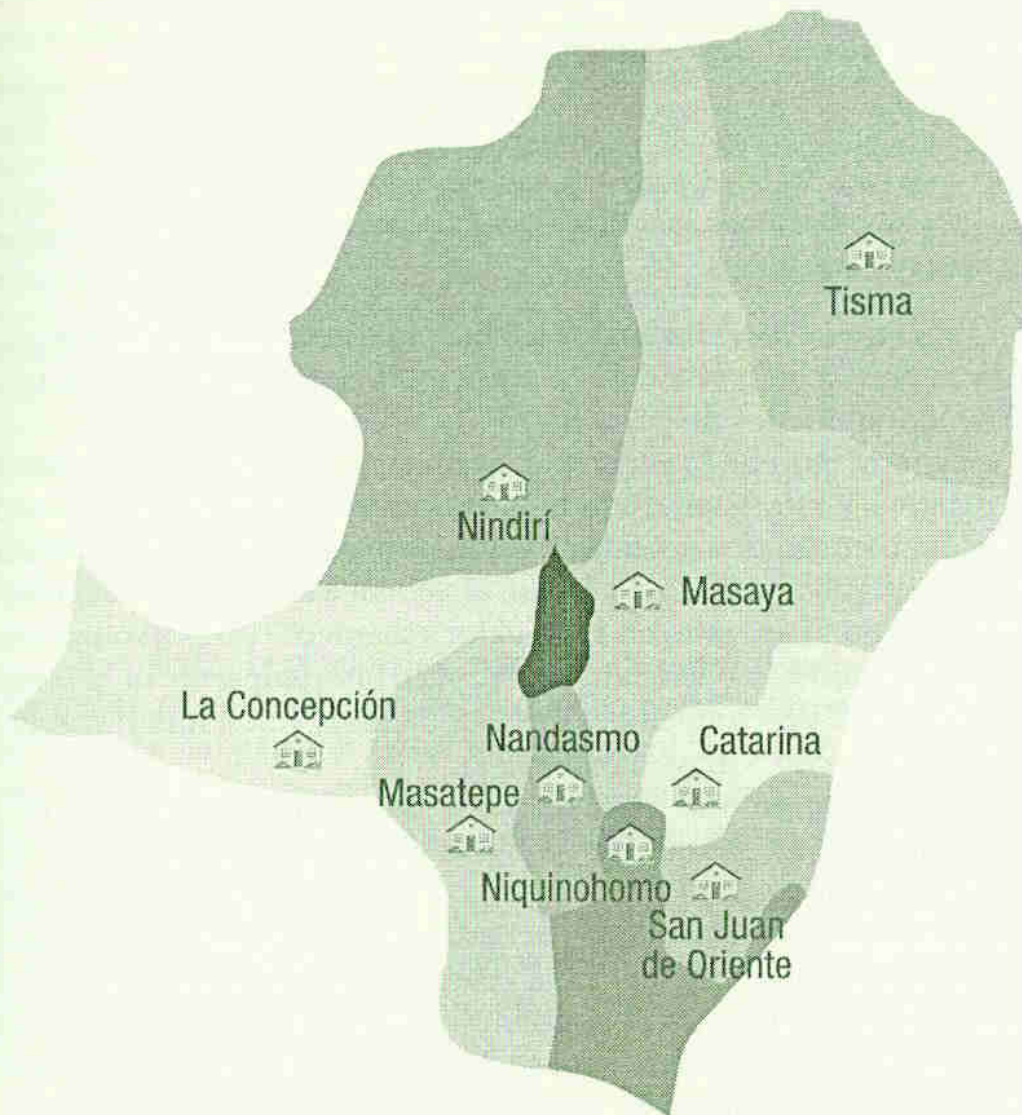 Tisma
Nindirí
Masaya
La Concepción
Nandasmo
Catarina
Masatepe
Niquinohomo
San Juan
de Oriente